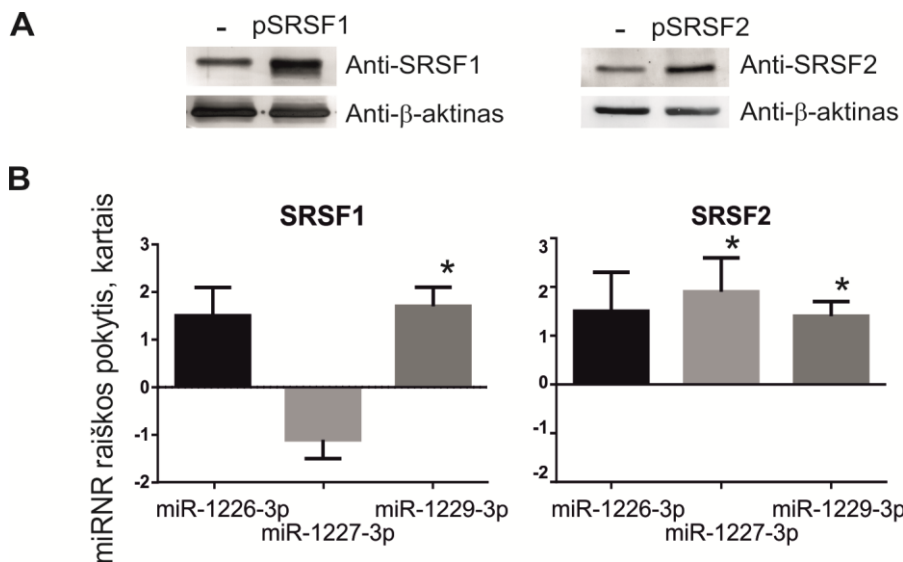 A
- pSRSF1
Anti-SRSF1
Anti-β-aktinas
- pSRSF2
Anti-SRSF2
Anti-β-aktinas
B
miRNR raiškos pokytis, kartais
SRSF1
3
2
1
0
-1
-2
*
miR-1226-3p
miR-1227-3p
miR-1229-3p
SRSF2
3
2
1
0
-1
-2
*
*
miR-1226-3p
miR-1227-3p
miR-1229-3p